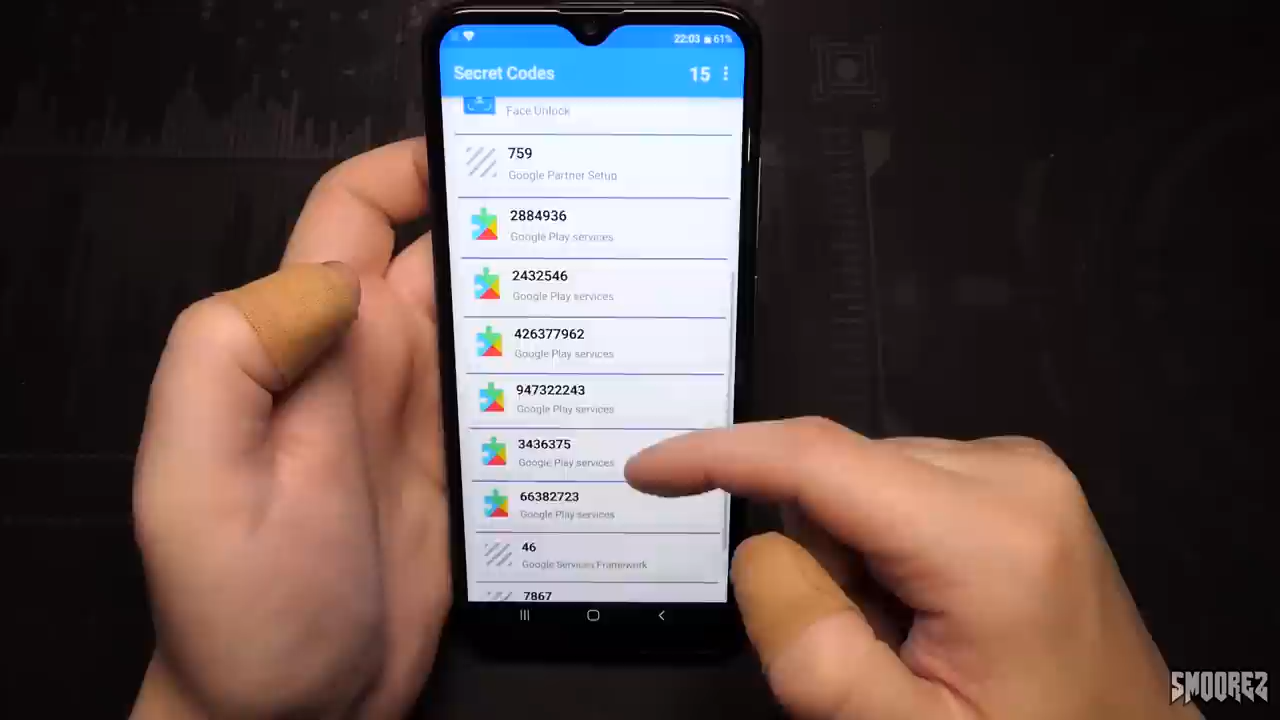 22:03 61%
Secret Codes 15
Face Unlock
759
Google Partner Setup
2884936
Google Play services
2432546
Google Play services
426377962
Google Play services
947322243
Google Play services
3436375
Google Play services
66382723
Google Play services
46
Google Services Framework
7867
SMOOREZ